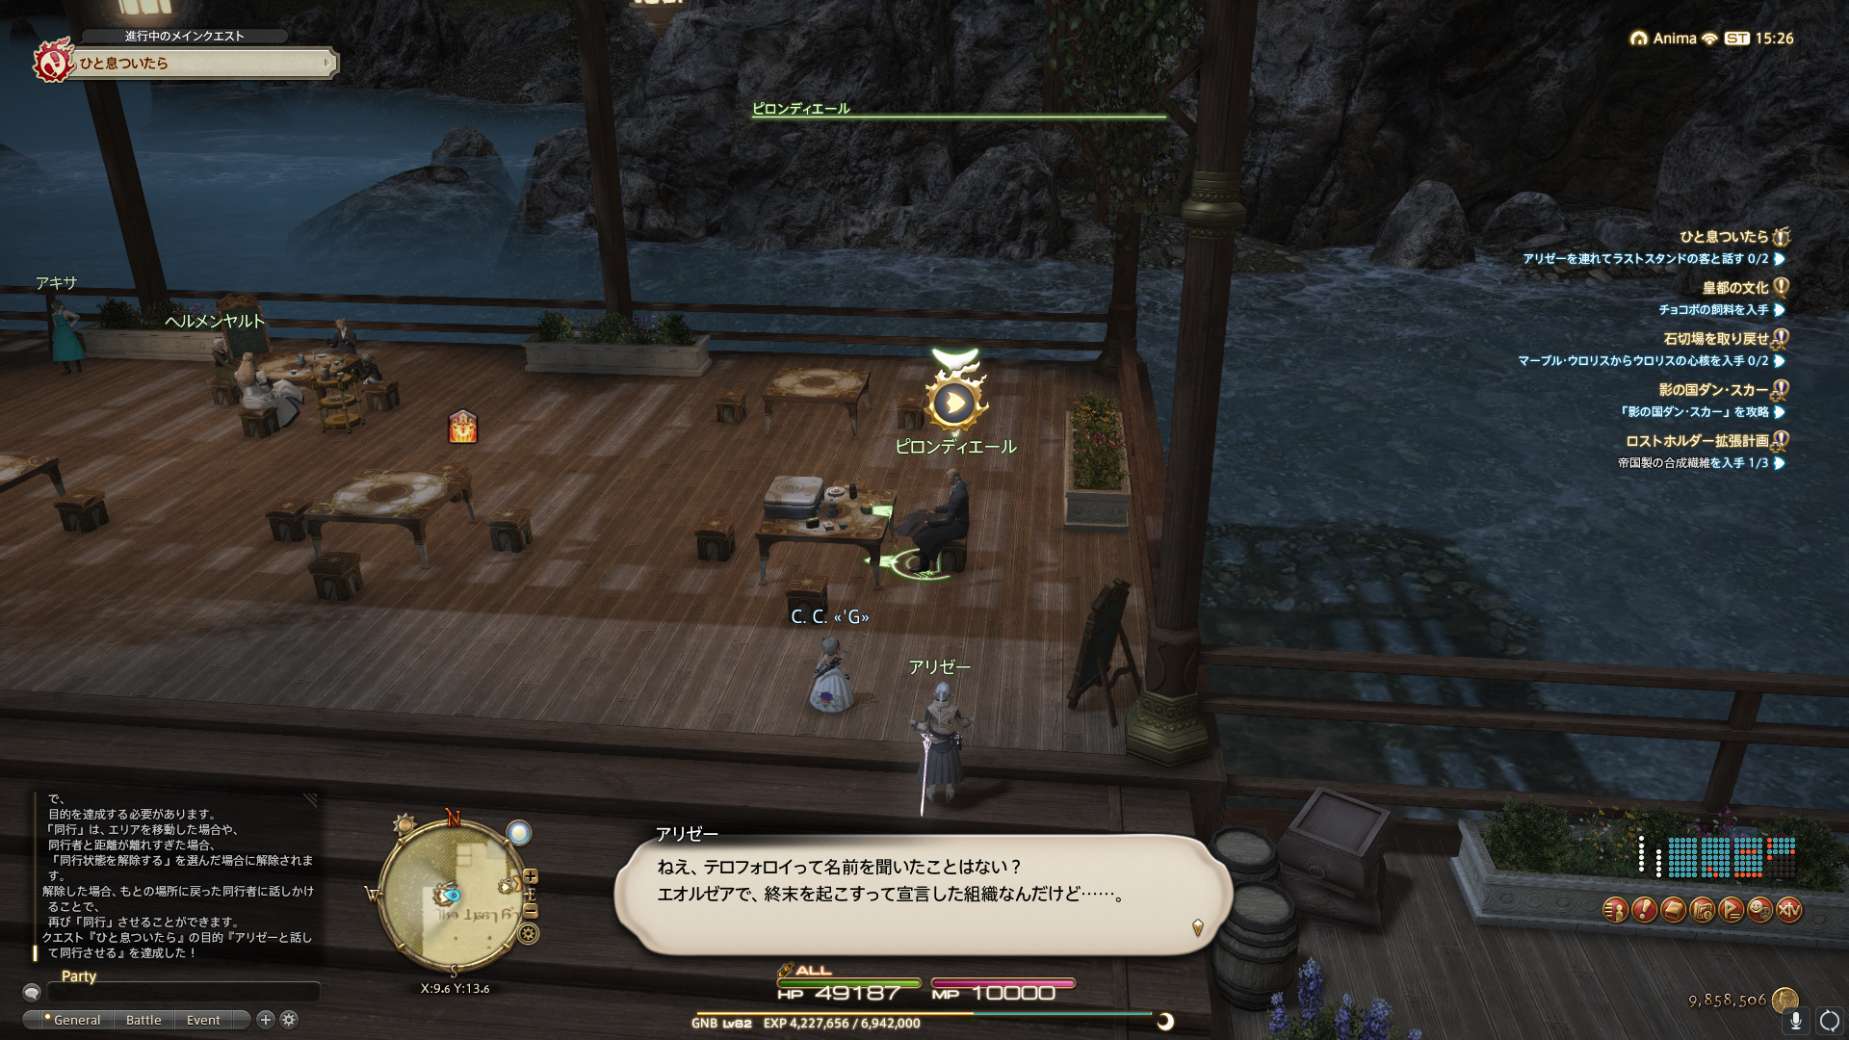 進行中のメインクエスト
ひと息ついたら
Anima ST 15:26
ピロンディエール
ひと息ついたら
アリゼーを連れてラストスタンドの客と話す 0/2
皇都の文化
チョコボの飼料を入手
石切場を取り戻せ
マーブル・ウロリスからウロリスの心核を入手 0/2
影の国ダン・スカー
「影の国ダン・スカー」を攻略
ロストホルダー拡張計画
帝国製の合成繊維を入手 1/3
アキサ
ヘルメンヤルト
ピロンディエール
C. C. «'G»
アリゼー
アリゼー
ねえ、テロフォロイって名前を聞いたことはない？
エオルゼアで、終末を起こすって宣言した組織なんだけど……。
で、
目的を達成する必要があります。
「同行」は、エリアを移動した場合や、
同行者と距離が離れすぎた場合、
「同行状態を解除する」を選んだ場合に解除されま
す。
解除した場合、もとの場所に戻った同行者に話しかけ
ることで、
再び「同行」させることができます。
クエスト『ひと息ついたら』の目的『アリゼーと話し
て同行させる』を達成した！
Party
General Battle Event
N
W
E
S
X:9.6 Y:13.6
ALL
HP 49187 MP 10000
GNB Lv82 EXP 4,227,656 / 6,942,000
XIV
9,858,506